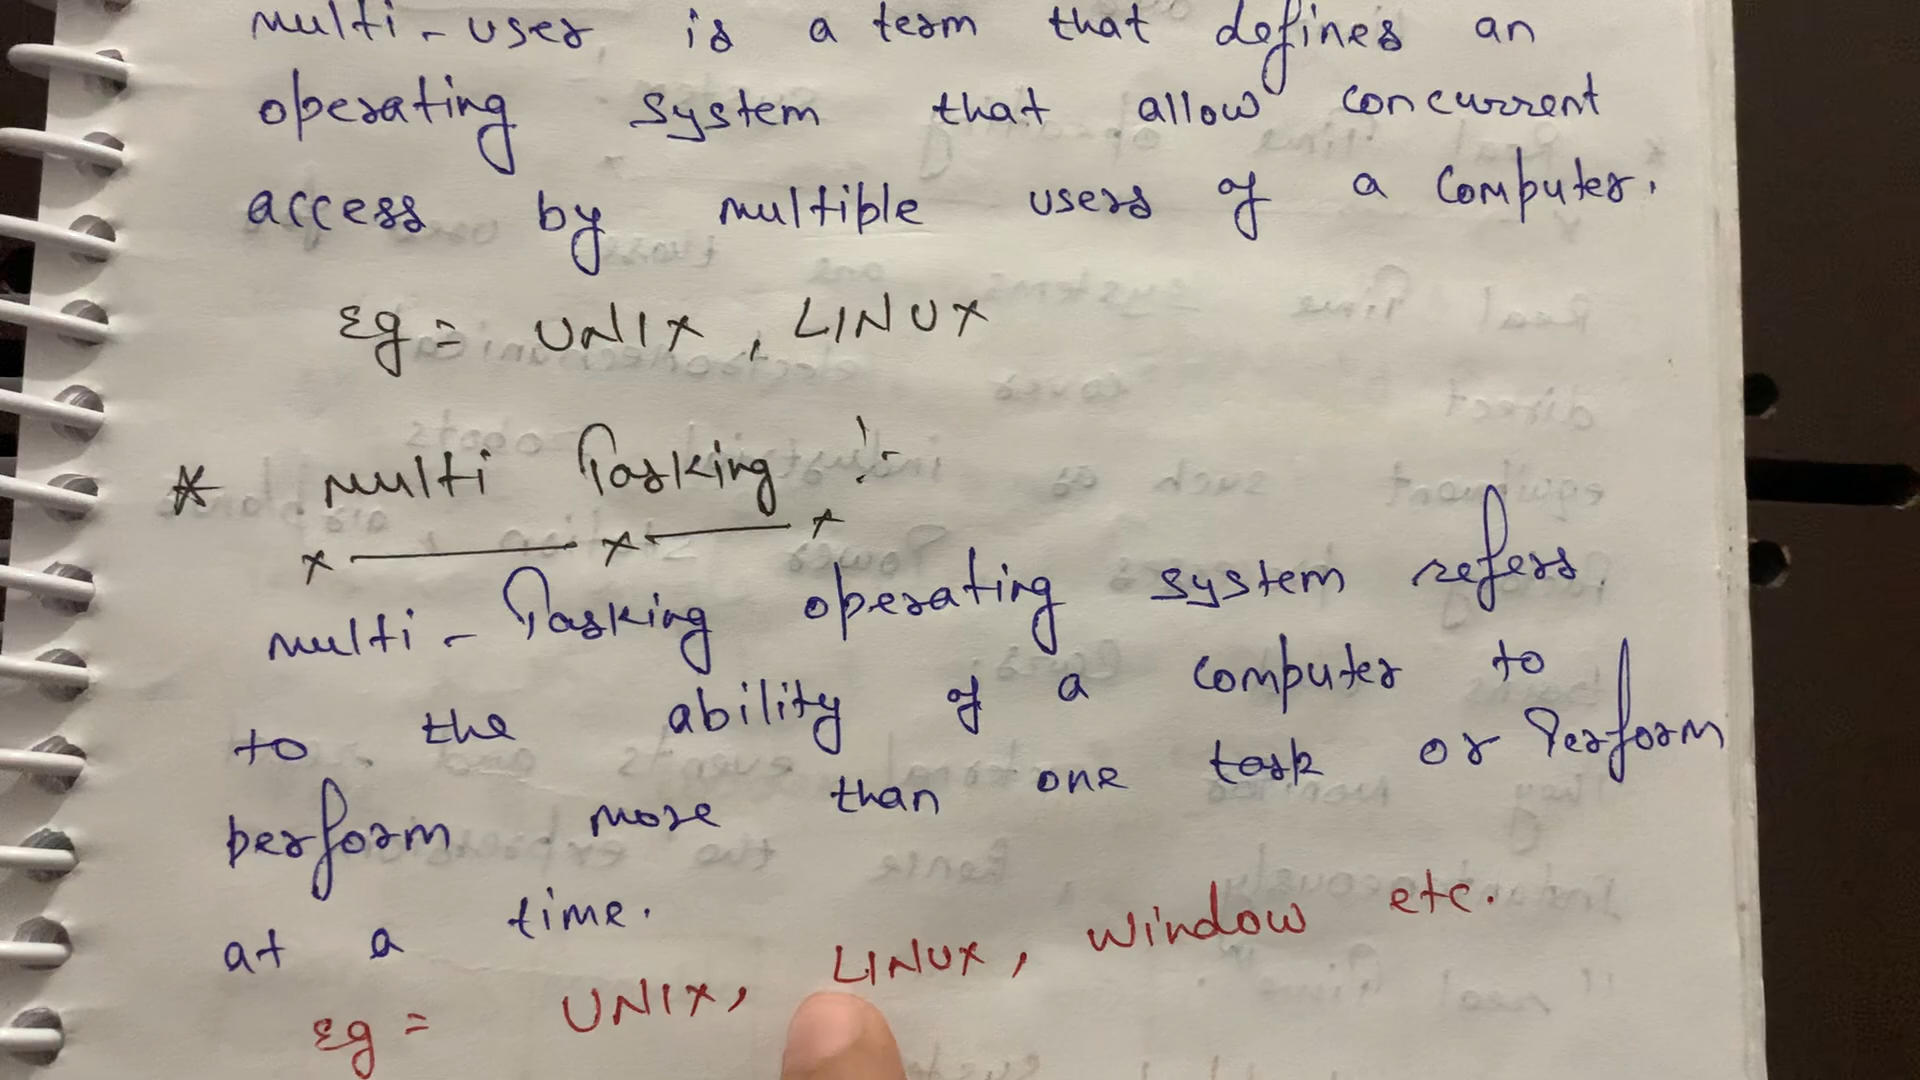 multi-user is a term that defines an
operating system that allow concurrent
access by multible users of a computer.
Eg = UNIX, LINUX
* Multi Tasking :-
multi-Tasking operating system refers
to the ability of a computer to
perform more than one task or Perform
at a time.
Eg = UNIX, LINUX, Window etc.